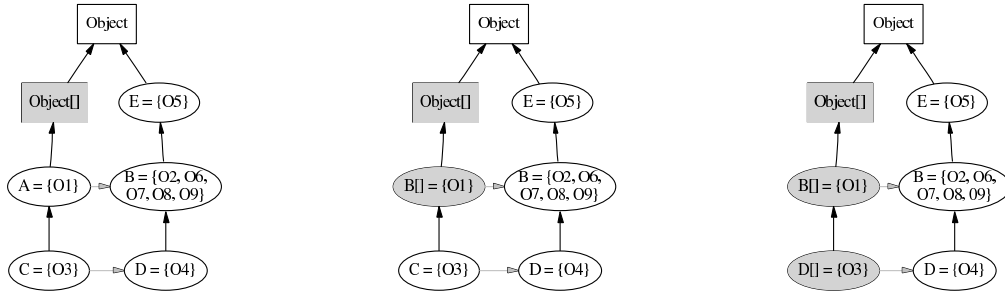 Object
Object[]
E = {O5}
A = {O1}
B = {O2, O6,
O7, O8, O9}
C = {O3}
D = {O4}
Object
Object[]
E = {O5}
B[] = {O1}
B = {O2, O6,
O7, O8, O9}
C = {O3}
D = {O4}
Object
Object[]
E = {O5}
B[] = {O1}
B = {O2, O6,
O7, O8, 09}
D[] = {O3}
D = {O4}